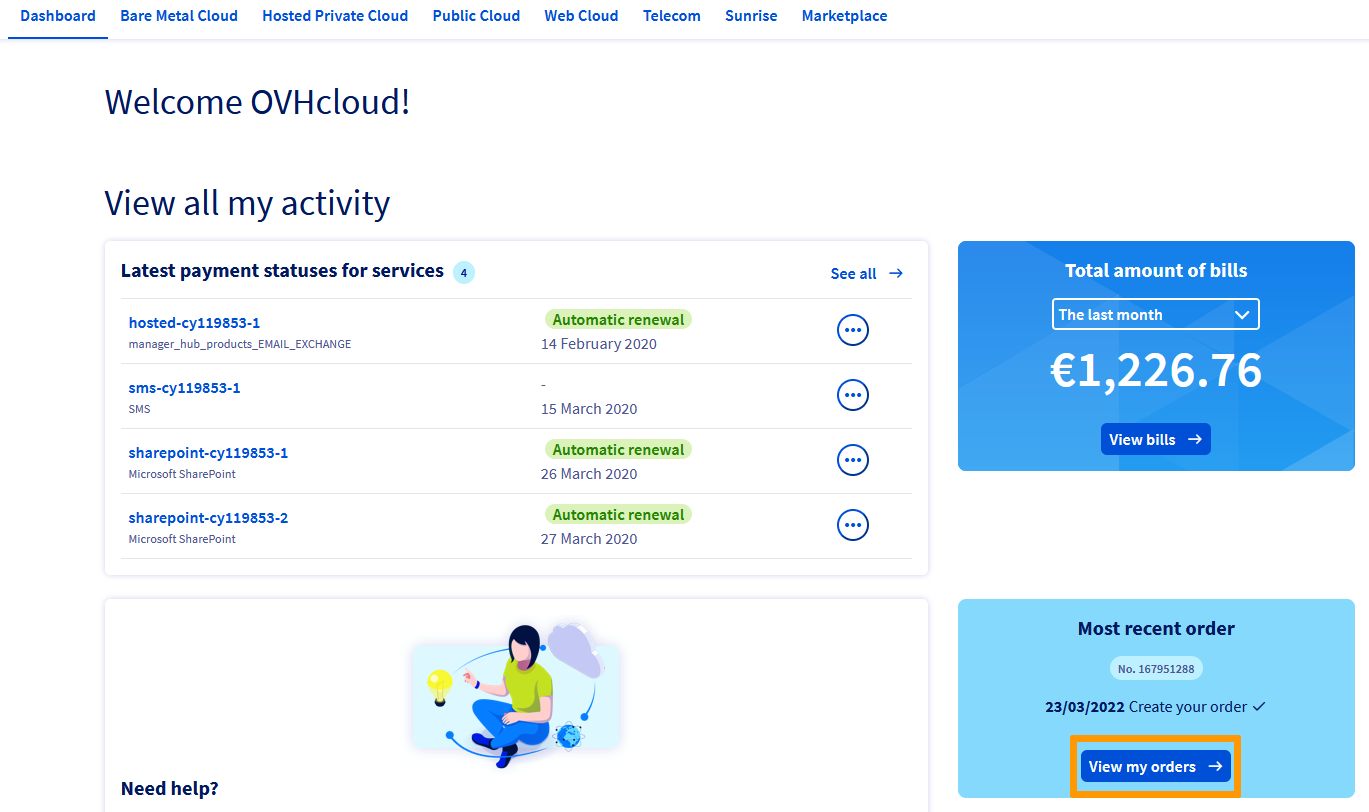 Dashboard Bare Metal Cloud Hosted Private Cloud Public Cloud Web Cloud Telecom Sunrise Marketplace
Welcome OVHcloud!
View all my activity
Latest payment statuses for services 4 See all
hosted-cy119853-1 Automatic renewal
manager_hub_products_EMAIL_EXCHANGE 14 February 2020
sms-cy119853-1 -
SMS 15 March 2020
sharepoint-cy119853-1 Automatic renewal
Microsoft SharePoint 26 March 2020
sharepoint-cy119853-2 Automatic renewal
Microsoft SharePoint 27 March 2020
Total amount of bills
The last month
€1,226.76
View bills
Need help?
Most recent order
No. 167951288
23/03/2022 Create your order
View my orders